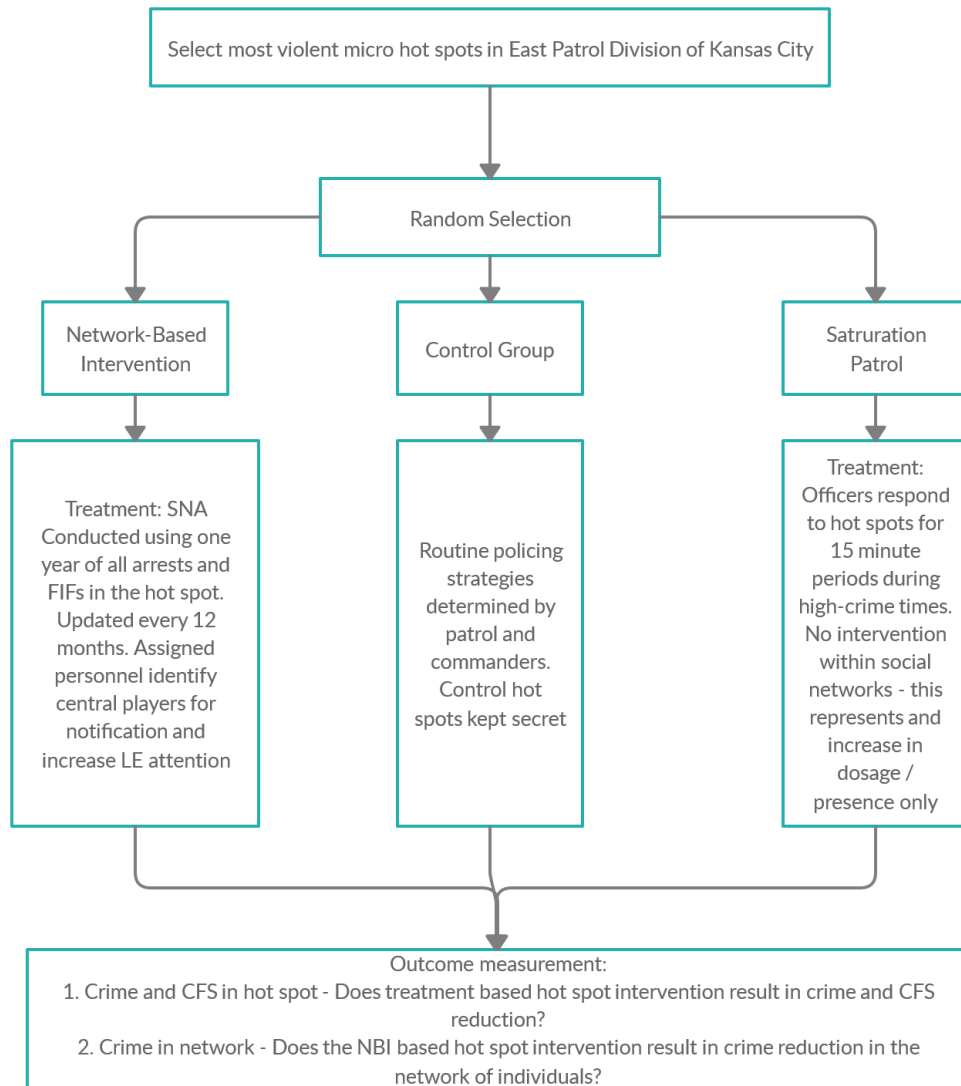 Select most violent micro hot spots in East Patrol Division of Kansas City
Random Selection
Network-Based
Intervention
Control Group
Satruration
Patrol
Treatment: SNA
Conducted using one
year of all arrests and
FIFs in the hot spot.
Updated every 12
months. Assigned
personnel identify
central players for
notification and
increase LE attention
Routine policing
strategies
determined by
patrol and
commanders.
Control hot
spots kept secret
Treatment:
Officers respond
to hot spots for
15 minute
periods during
high-crime times.
No intervention
within social
networks - this
represents and
increase in
dosage /
presence only
Outcome measurement:
1. Crime and CFS in hot spot - Does treatment based hot spot intervention result in crime and CFS
reduction?
2. Crime in network - Does the NBI based hot spot intervention result in crime reduction in the
network of individuals?